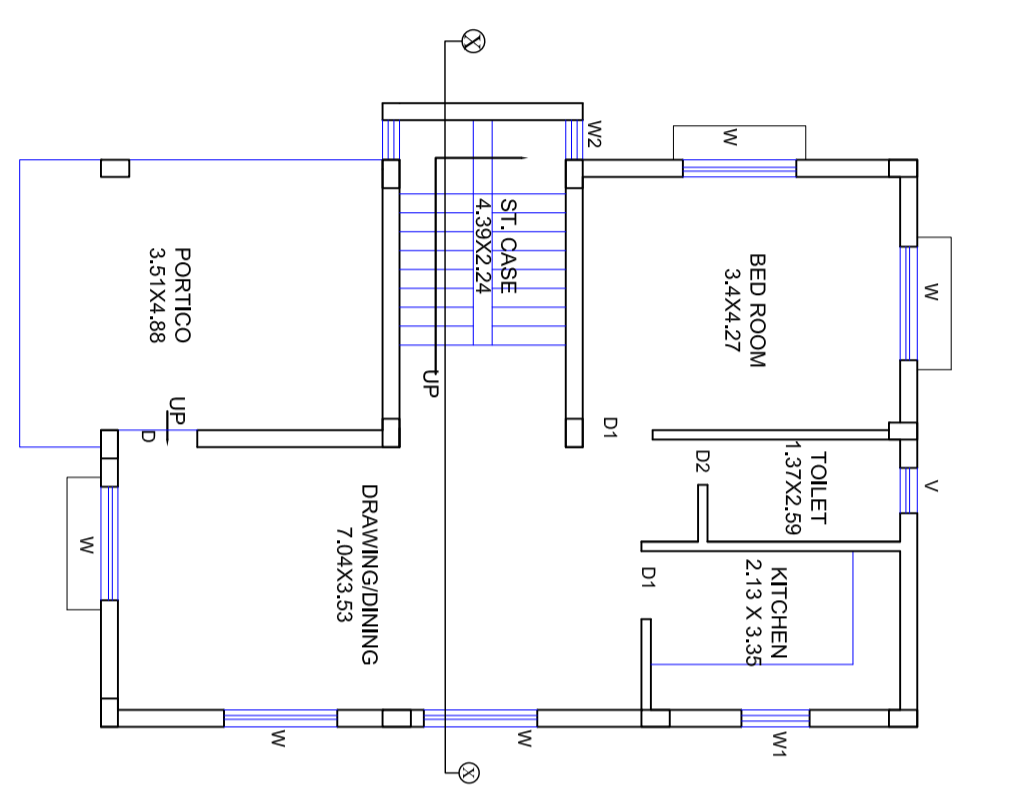 X
W2
W
W
ST. CASE
4.39X2.24
BED ROOM
3.4X4.27
PORTICO
3.51X4.88
UP
UP
D
D1
D2
TOILET
1.37X2.59
V
W
DRAWING/DINING
7.04X3.53
D1
KITCHEN
2.13 X 3.35
W
W
W1
X